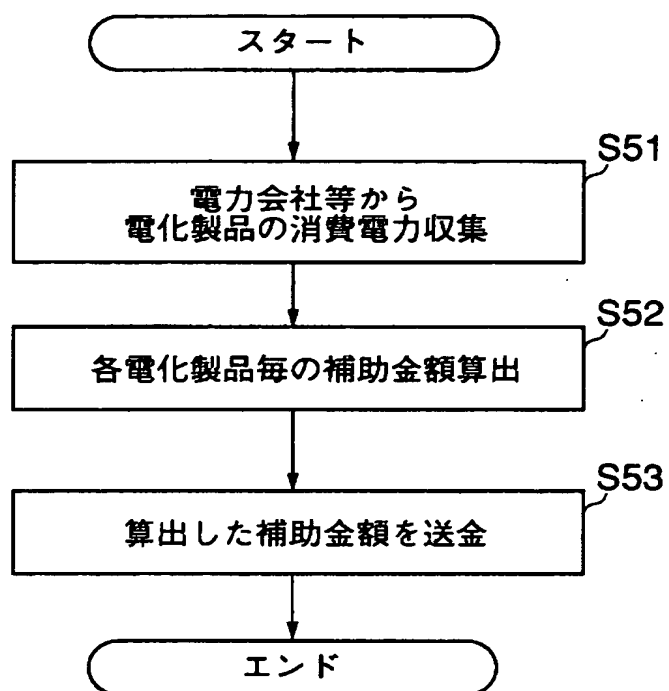 スタート
S51
電力会社等から
電化製品の消費電力収集
S52
各電化製品毎の補助金額算出
S53
算出した補助金額を送金
エンド